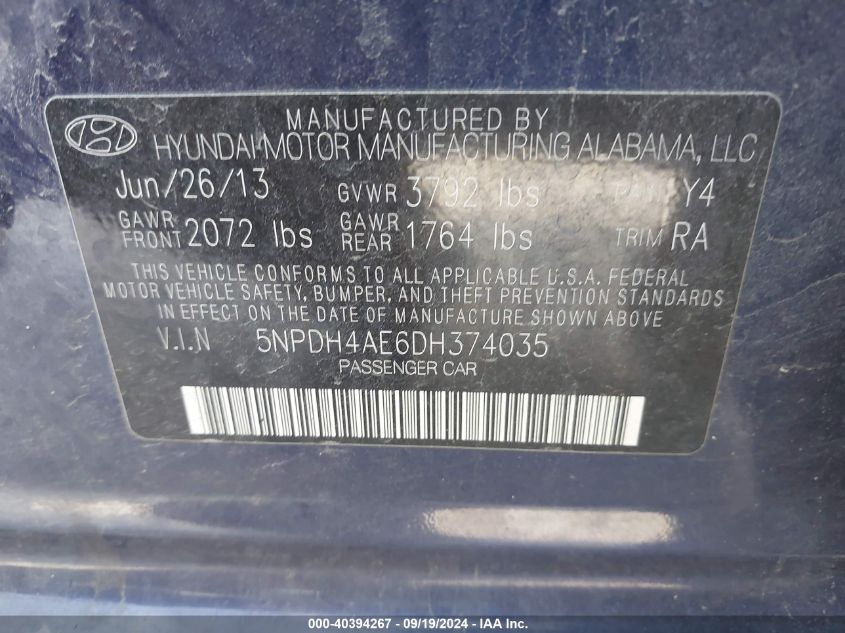 MANUFACTURED BY
HYUNDAI MOTOR MANUFACTURING ALABAMA, LLC
Jun/26/13 GVWR 3792 lbs PAINT Y4
GAWR FRONT 2072 lbs GAWR REAR 1764 lbs TRIM RA
THIS VEHICLE CONFORMS TO ALL APPLICABLE U.S.A. FEDERAL
MOTOR VEHICLE SAFETY, BUMPER, AND THEFT PREVENTION STANDARDS
IN EFFECT ON THE DATE OF MANUFACTURE SHOWN ABOVE
V.I.N 5NPDH4AE6DH374035
PASSENGER CAR
000-40394267 - 09/19/2024 - IAA Inc.